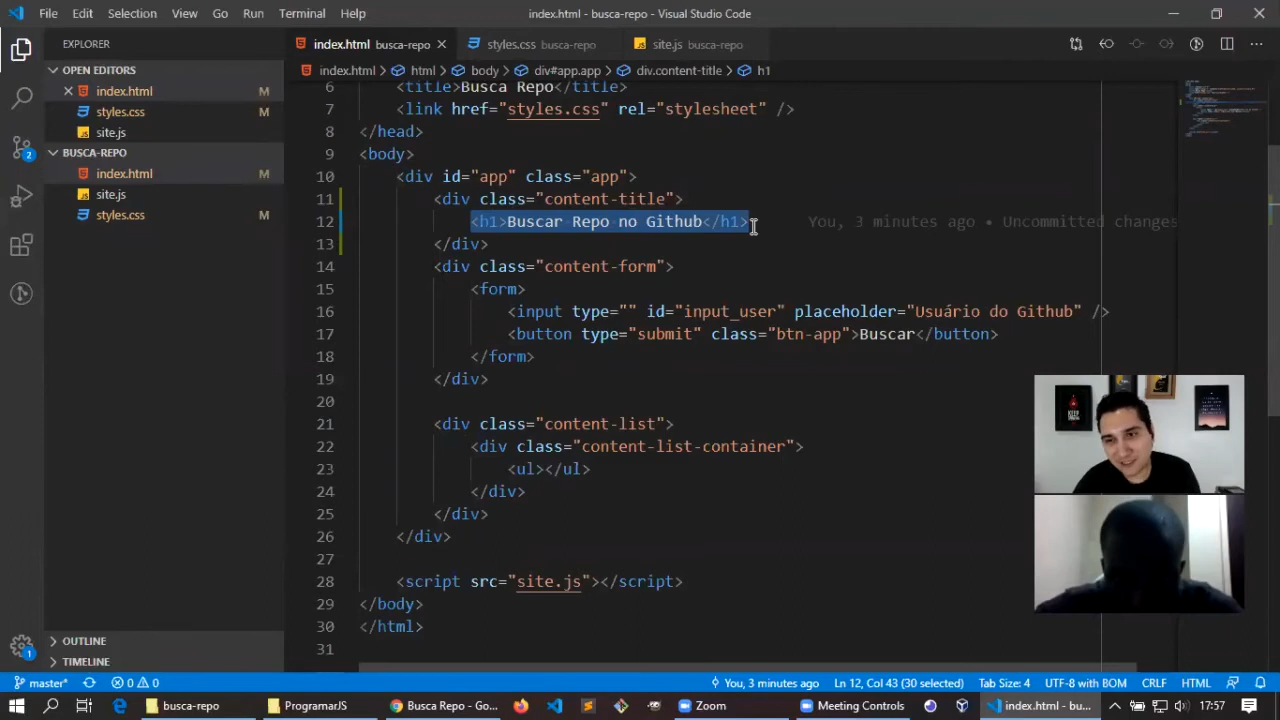 File Edit Selection View Go Run Terminal Help
index.html - busca-repo - Visual Studio Code
EXPLORER
index.html busca-repo
styles.css busca-repo
site.js busca-repo
OPEN EDITORS
index.html > html > body > div#app.app > div.content-title > h1
index.html M
styles.css M
site.js
BUSCA-REPO
index.html M
site.js
styles.css M
6 <title>Busca Repo</title>
7 <link href="styles.css" rel="stylesheet" />
8 </head>
9 <body>
10 <div id="app" class="app">
11 <div class="content-title">
12 <h1>Buscar Repo no Github</h1> You, 3 minutes ago • Uncommitted changes
13 </div>
14 <div class="content-form">
15 <form>
16 <input type="" id="input_user" placeholder="Usuário do Github" />
17 <button type="submit" class="btn-app">Buscar</button>
18 </form>
19 </div>
20
21 <div class="content-list">
22 <div class="content-list-container">
23 <ul></ul>
24 </div>
25 </div>
26 </div>
27
28 <script src="site.js"></script>
29 </body>
30 </html>
31
2
1
OUTLINE
TIMELINE
master* 0 0 You, 3 minutes ago Ln 12, Col 43 (30 selected) Tab Size: 4 UTF-8 with BOM CRLF HTML
busca-repo ProgramarJS Busca Repo - Go... Zoom Meeting Controls index.html - bu... 17:57